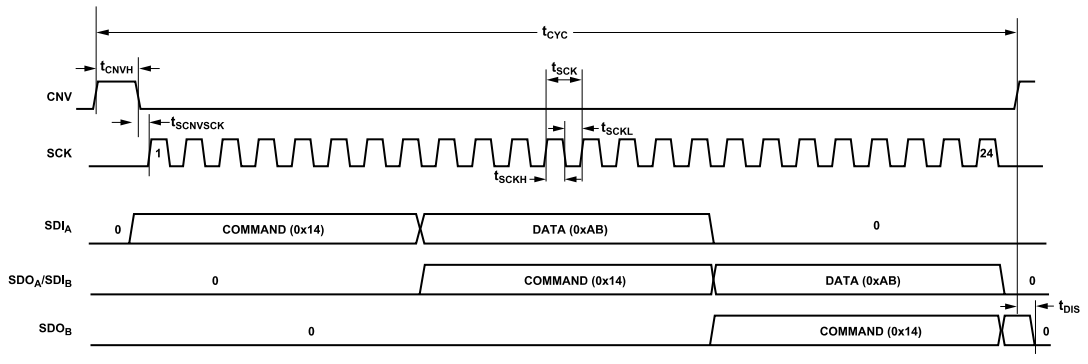 tCYC
tCNVH
tSCK
CNV
tSCNVSCK
tSCKL
SCK
1
24
tSCKH
SDIA
0
COMMAND (0x14)
DATA (0xAB)
0
SDOA/SDIB
0
COMMAND (0x14)
DATA (0xAB)
0
tDIS
SDOB
0
COMMAND (0x14)
0